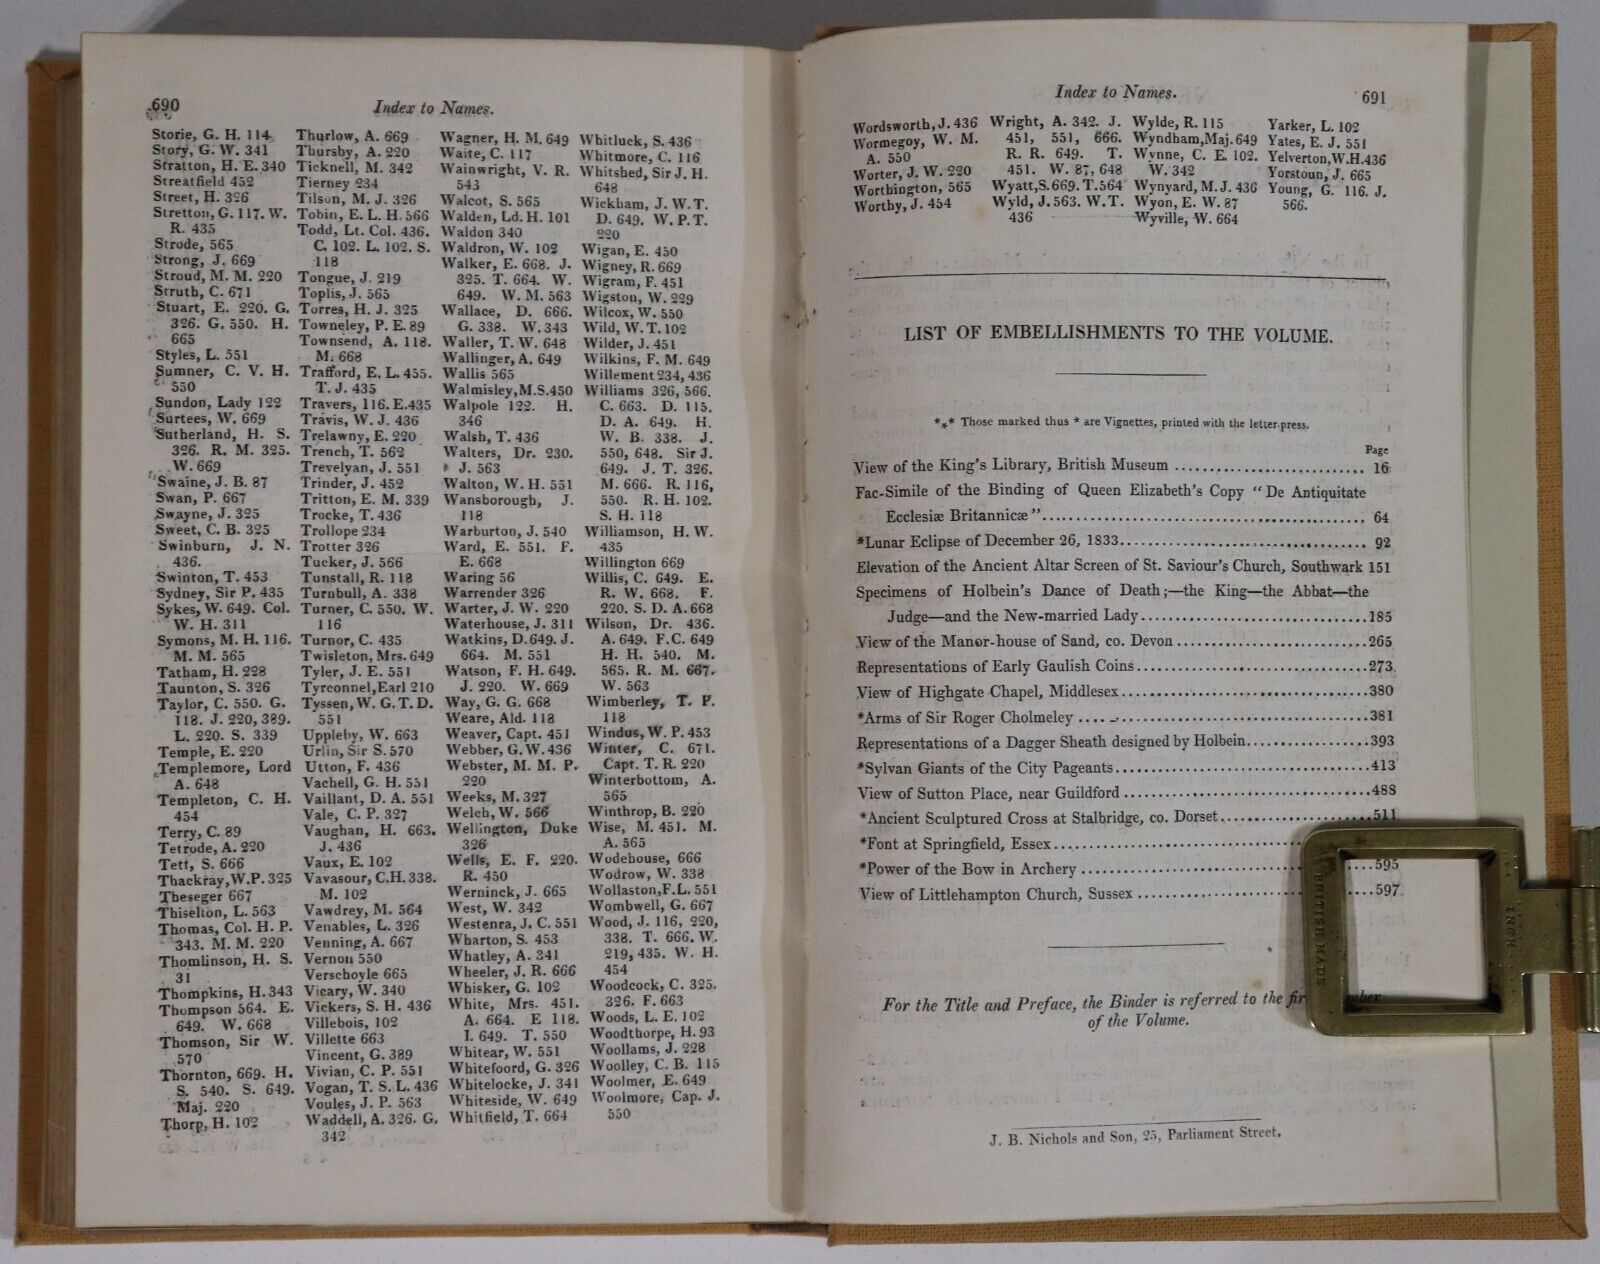 690
Index to Names.
Storie, G. H. 114
Story, G. W. 341
Stratton, H. E. 340
Streatfield 452
Street, H. 326
Stretton, G. 117. W.
R. 435
Strode, 565
Strong, J. 669
Stroud, M. M. 220
Struth, C. 671
Stuart, E. 220. G.
326. G. 550. H.
665
Styles, L. 551
Sumner, C. V. H.
550
Sundon, Lady 122
Surtees, W. 669
Sutherland, H. S.
326. R. M. 325.
W. 669
Swaine, J. B. 87
Swan, P. 667
Swayne, J. 325
Sweet, C. B. 325
Swinburn, J. N.
436.
Swinton, T. 453
Sydney, Sir P. 435
Sykes, W. 649. Col.
W. H. 311
Symons, M. H. 116.
M. M. 565
Tatham, H. 228
Taunton, S. 326
Taylor, C. 550. G.
118. J. 220, 389.
L. 220. S. 339
Temple, E. 220
Templemore, Lord
A. 648
Templeton, C. H.
454
Terry, C. 89
Tetrode, A. 220
Tett, S. 666
Thackray, W. P. 325
Theseger 667
Thiselton, L. 563
Thomas, Col. H. P.
343. M. M. 220
Thomlinson, H. S.
31
Thompkins, H. 343
Thompson 564. E.
649. W. 668
Thomson, Sir W.
570
Thornton, 669. H.
S. 540. S. 649.
Maj. 220
Thorp, H. 102
Thurlow, A. 669
Thursby, A. 220
Ticknell, M. 342
Tierney 234
Tilson, M. J. 326
Tobin, E. L. H. 566
Todd, Lt. Col. 436.
C. 102. L. 102. S.
118
Tongue, J. 219
Toplis, J. 565
Torres, H. J. 325
Towneley, P. E. 89
Townsend, A. 118.
M. 668
Trafford, E. L. 455.
T. J. 435
Travers, 116. E. 435
Travis, W. J. 436
Trelawny, E. 220
Trench, T. 562
Trevelyan, J. 551
Trinder, J. 452
Tritton, E. M. 339
Trocke, T. 436
Trollope 234
Trotter 326
Tucker, J. 566
Tunstall, R. 118
Turnbull, A. 338
Turner, C. 550. W.
116
Turnor, C. 435
Twisleton, Mrs. 649
Tyler, J. E. 551
Tyrconnel, Earl 210
Tyssen, W. G. T. D.
551
Uppleby, W. 663
Urlin, Sir S. 570
Utton, F. 436
Vachell, G. H. 551
Vaillant, D. A. 551
Vale, C. P. 327
Vaughan, H. 663.
J. 436
Vaux, E. 102
Vavasour, C. H. 338.
M. 102
Vawdrey, M. 564
Venables, L. 326
Venning, A. 667
Vernon 550
Verschoyle 665
Vicary, W. 340
Vickers, S. H. 436
Villebois, 102
Villette 663
Vincent, G. 389
Vivian, C. P. 551
Vogan, T. S. L. 436
Voules, J. P. 563
Waddell, A. 326. G.
342
Wagner, H. M. 649
Waite, C. 117
Wainwright, V. R.
543
Walcot, S. 565
Walden, Ld. H. 101
Waldon 340
Waldron, W. 102
Walker, E. 668. J.
325. T. 664. W.
649. W. M. 563
Wallace, D. 666.
G. 338. W. 343
Waller, T. W. 648
Wallinger, A. 649
Wallis 565
Walmisley, M. S. 450
Walpole 122. H.
346
Walsh, T. 436
Walters, Dr. 230.
J. 563
Walton, W. H. 551
Wansborough, J.
118
Warburton, J. 540
Ward, E. 551. F.
E. 668
Waring 56
Warrender 326
Warter, J. W. 220
Waterhouse, J. 311
Watkins, D. 649. J.
664. M. 551
Watson, F. H. 649.
J. 220. W. 669
Way, G. G. 668
Weare, Ald. 118
Weaver, Capt. 451
Webber, G. W. 436
Webster, M. M. P.
220
Weeks, M. 327
Welch, W. 566
Wellington, Duke
326
Wells, E. F. 220.
R. 450
Werninck, J. 665
West, W. 342
Westenra, J. C. 551
Wharton, S. 453
Whatley, A. 341
Wheeler, J. R. 666
Whisker, G. 102
White, Mrs. 451.
A. 664. E 118.
I. 649. T. 550
Whitear, W. 551
Whitefoord, G. 326
Whitelocke, J. 341
Whiteside, W. 649
Whitfield, T. 664
Whitluck, S. 436
Whitmore, C. 116
Whitshed, Sir J. H.
648
Wickham, J. W. T.
D. 649. W. P. T.
220
Wigan, E. 450
Wigney, R. 669
Wigram, F. 451
Wigston, W. 229
Wilcox, W. 550
Wild, W. T. 102
Wilder, J. 451
Wilkins, F. M. 649
Willement 234, 436
Williams 326, 566.
C. 663. D. 115.
D. A. 649. H.
W. B. 338. J.
550, 648. Sir J.
649. J. T. 326.
M. 666. R. 116,
550. R. H. 102.
S. H. 118
Williamson, H. W.
435
Willington 669
Willis, C. 649. E.
R. W. 668. F.
220. S. D. A. 668
Wilson, Dr. 436.
A. 649. F. C. 649
H. H. 540. M.
565. R. M. 667.
W. 563
Wimberley, T. P.
118
Windus, W. P. 453
Winter, C. 671.
Capt. T. R. 220
Winterbottom, A.
565
Winthrop, B. 220
Wise, M. 451. M.
A. 565
Wodehouse, 666
Wodrow, W. 338
Wollaston, F. L. 551
Wombwell, G. 667
Wood, J. 116, 220,
338. T. 666. W.
219, 435. W. H.
454
Woodcock, C. 325.
326. F. 663
Woods, L. E. 102
Woodthorpe, H. 93
Woollams, J. 228
Woolley, C. B. 115
Woolmer, E. 649
Woolmore, Cap. J.
550
Index to Names.
691
Wordsworth, J. 436
Wormegoy, W. M.
A. 550
Worter, J. W. 220
Worthington, 565
Worthy, J. 454
Wright, A. 342. J.
451, 551, 666.
R. R. 649. T.
451. W. 87, 648
Wyatt, S. 669. T. 564
Wyld, J. 563. W. T.
436
Wylde, R. 115
Wyndham, Maj. 649
Wynne, C. E. 102.
W. 342
Wynyard, M. J. 436
Wyon, E. W. 87
Wyville, W. 664
Yarker, L. 102
Yates, E. J. 551
Yelverton, W. H. 436
Yorstoun, J. 665
Young, G. 116. J.
566.
LIST OF EMBELLISHMENTS TO THE VOLUME.
*** Those marked thus * are Vignettes, printed with the letter-press.
Page
View of the King's Library, British Museum 16
Fac-Simile of the Binding of Queen Elizabeth's Copy "De Antiquitate
Ecclesiæ Britannicæ" 64
*Lunar Eclipse of December 26, 1833 92
Elevation of the Ancient Altar Screen of St. Saviour's Church, Southwark 151
Specimens of Holbein's Dance of Death;—the King—the Abbat—the
Judge—and the New-married Lady 185
View of the Manor-house of Sand, co. Devon 265
Representations of Early Gaulish Coins 273
View of Highgate Chapel, Middlesex 380
*Arms of Sir Roger Cholmeley 381
Representations of a Dagger Sheath designed by Holbein 393
*Sylvan Giants of the City Pageants 413
View of Sutton Place, near Guildford 488
*Ancient Sculptured Cross at Stalbridge, co. Dorset 511
*Font at Springfield, Essex
*Power of the Bow in Archery 595
View of Littlehampton Church, Sussex 597
For the Title and Preface, the Binder is referred to the
of the Volume.
J. B. Nichols and Son, 25, Parliament Street.
BRITISH MADE